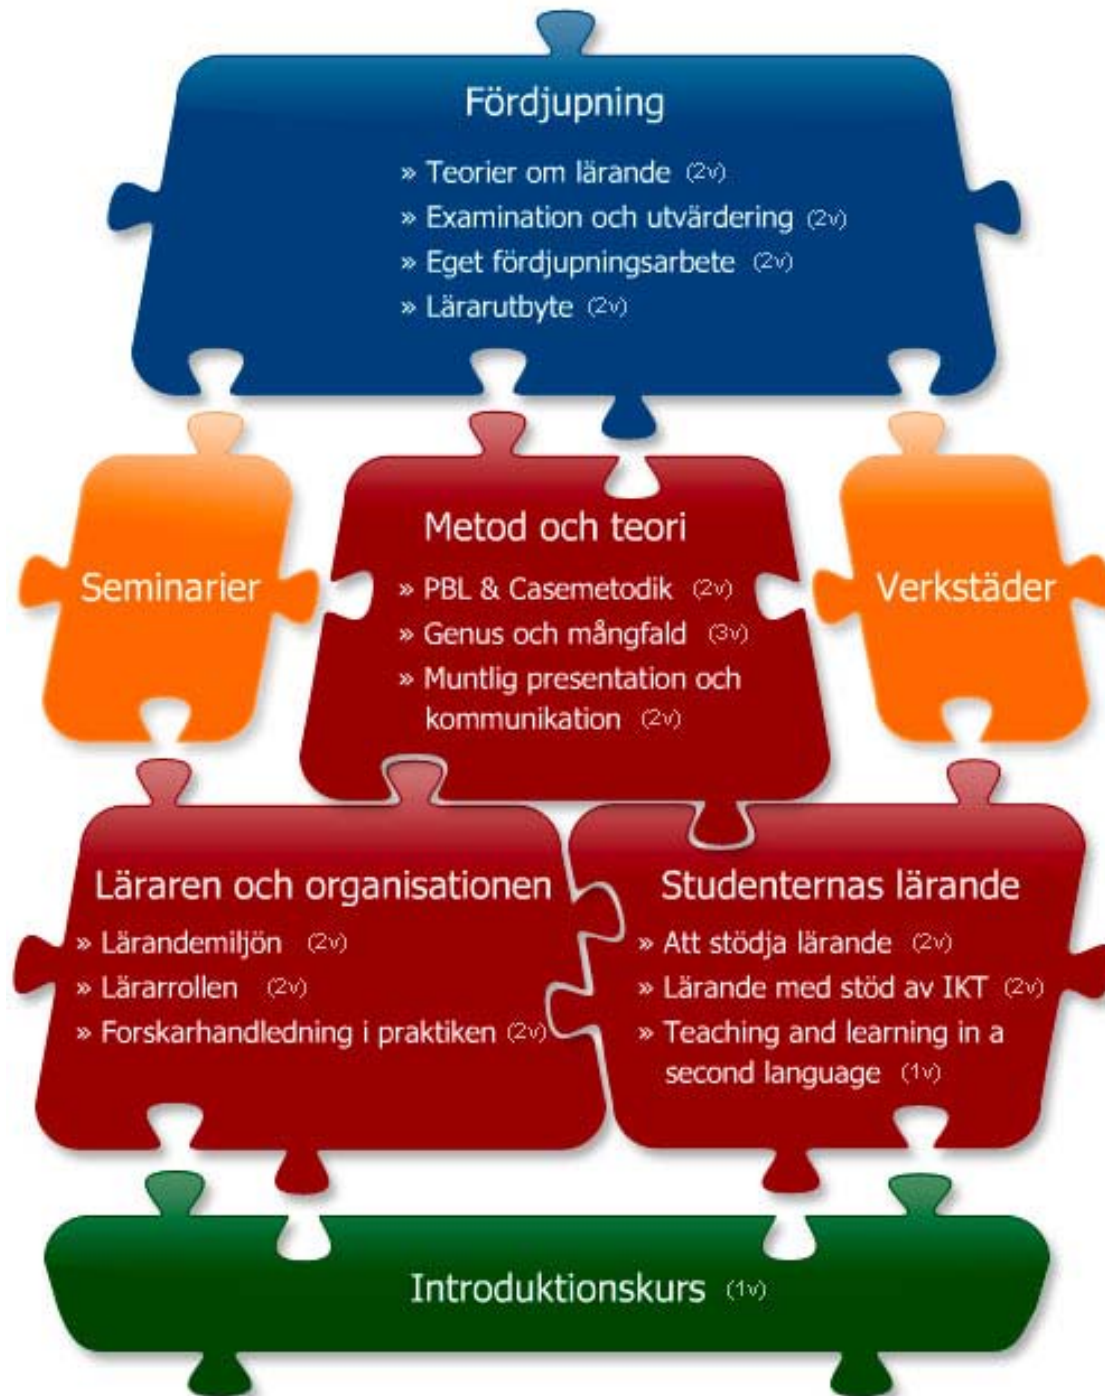 Fördjupning
» Teorier om lärande (2v)
» Examination och utvärdering (2v)
» Eget fördjupningsarbete (2v)
» Lärarutbyte (2v)
Seminarier
Metod och teori
» PBL & Casemetodik (2v)
» Genus och mångfald (3v)
» Muntlig presentation och
kommunikation (2v)
Verkstäder
Läraren och organisationen
» Lärandemiljön (2v)
» Lärarrollen (2v)
» Forskarhandledning i praktiken (2v)
Studenternas lärande
» Att stödja lärande (2v)
» Lärande med stöd av IKT (2v)
» Teaching and learning in a
second language (1v)
Introduktionskurs (1v)